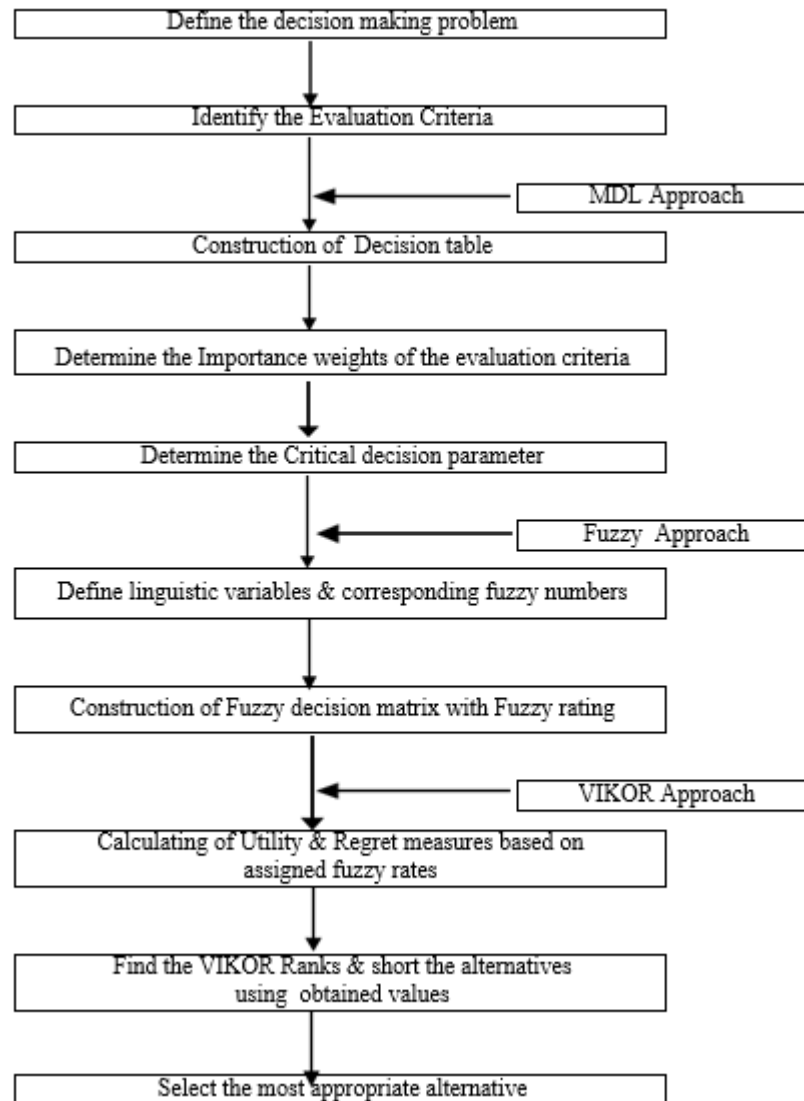 Define the decision making problem
Identify the Evaluation Criteria
MDL Approach
Construction of Decision table
Determine the Importance weights of the evaluation criteria
Determine the Critical decision parameter
Fuzzy Approach
Define linguistic variables & corresponding fuzzy numbers
Construction of Fuzzy decision matrix with Fuzzy rating
VIKOR Approach
Calculating of Utility & Regret measures based on
assigned fuzzy rates
Find the VIKOR Ranks & short the alternatives
using obtained values
Select the most appropriate alternative